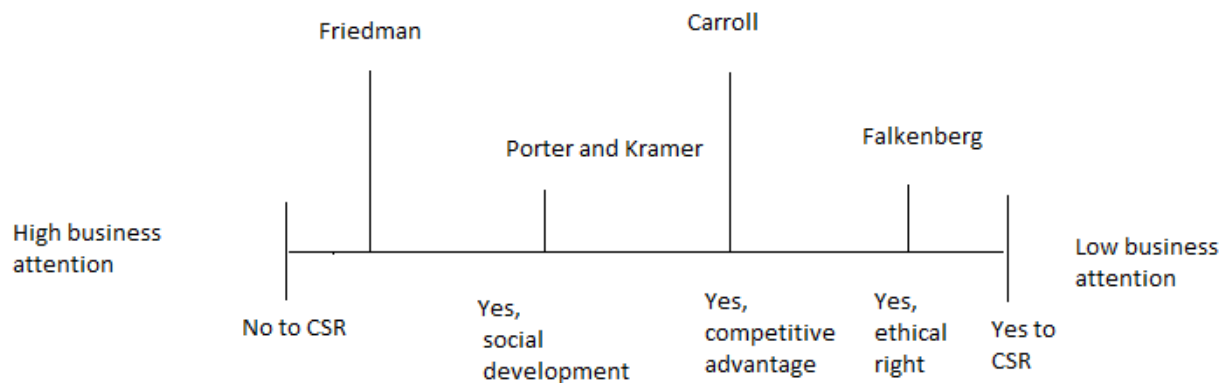 Friedman
Carroll
Porter and Kramer
Falkenberg
High business
attention
Low business
attention
No to CSR
Yes,
social
development
Yes,
competitive
advantage
Yes,
ethical
right
Yes to
CSR